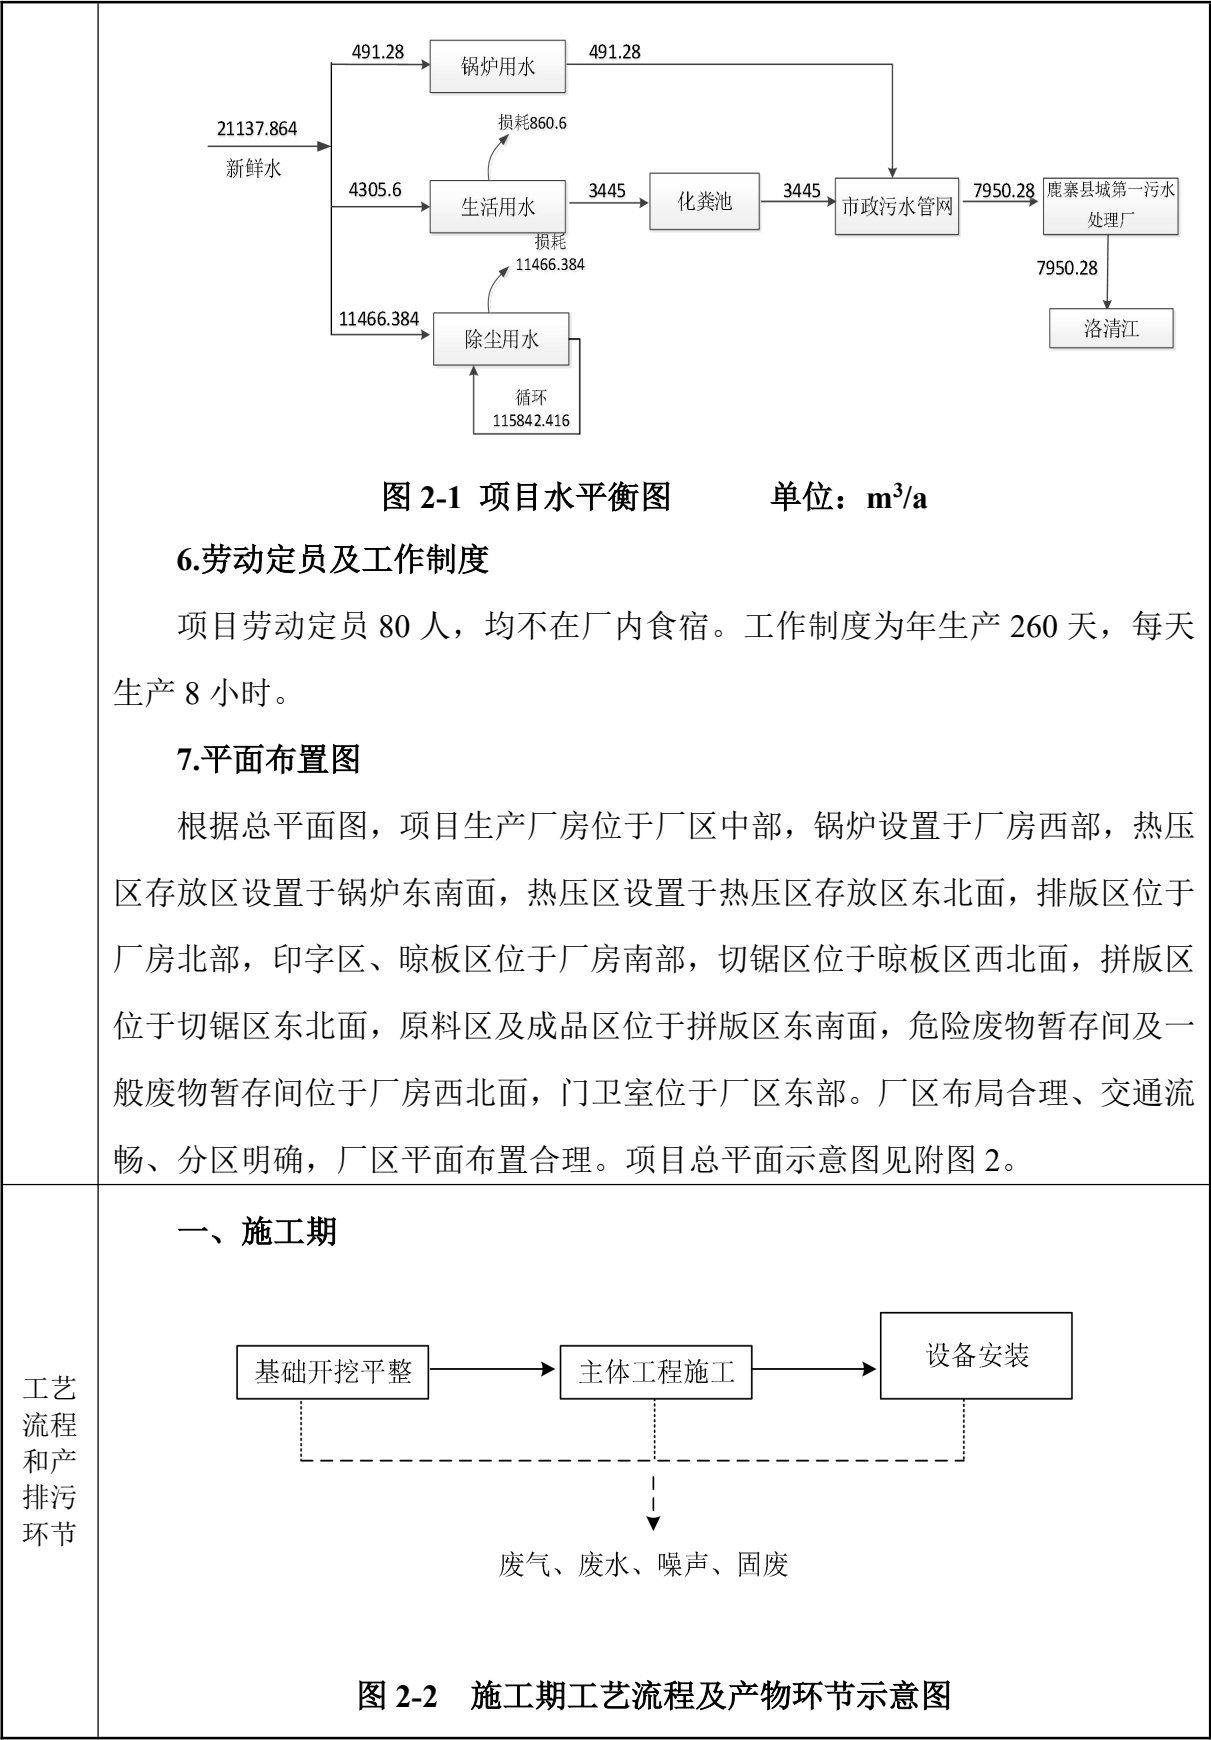 491.28
锅炉用水
491.28
损耗860.6
21137.864
新鲜水
4305.6
生活用水
3445
化粪池
3445
市政污水管网
7950.28
鹿寨县城第一污水
处理厂
损耗
11466.384
7950.28
11466.384
除尘用水
洛清江
循环
115842.416
图 2-1 项目水平衡图 单位：m³/a
6.劳动定员及工作制度
项目劳动定员 80 人，均不在厂内食宿。工作制度为年生产 260 天，每天
生产 8 小时。
7.平面布置图
根据总平面图，项目生产厂房位于厂区中部，锅炉设置于厂房西部，热压
区存放区设置于锅炉东南面，热压区设置于热压区存放区东北面，排版区位于
厂房北部，印字区、晾板区位于厂房南部，切锯区位于晾板区西北面，拼版区
位于切锯区东北面，原料区及成品区位于拼版区东南面，危险废物暂存间及一
般废物暂存间位于厂房西北面，门卫室位于厂区东部。厂区布局合理、交通流
畅、分区明确，厂区平面布置合理。项目总平面示意图见附图 2。
工艺
流程
和产
排污
环节
一、施工期
基础开挖平整
主体工程施工
设备安装
废气、废水、噪声、固废
图 2-2 施工期工艺流程及产物环节示意图